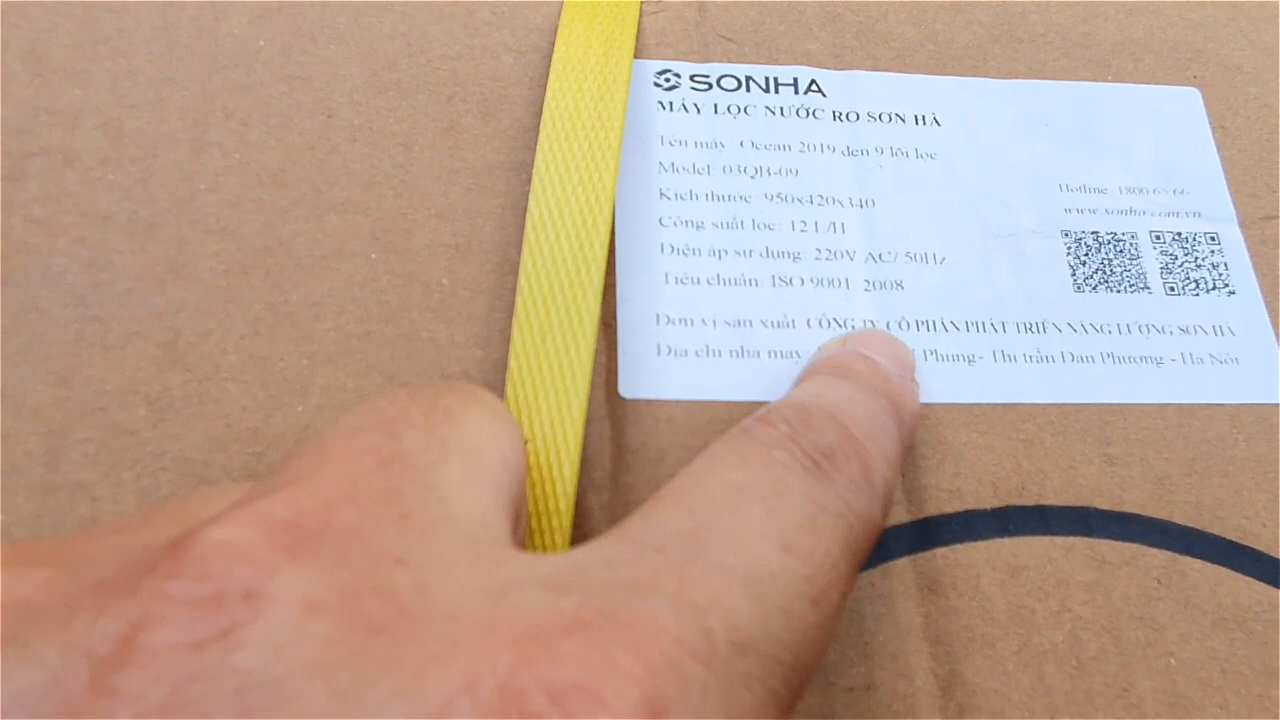 SONHA
MÁY LỌC NƯỚC RO SƠN HÀ
Tên máy: Ocean 2019 đen 9 lõi lọc
Model: 03QB-09
Kích thước: 950x420x340
Công suất lọc: 12 L/H
Điện áp sử dụng: 220V AC/ 50Hz
Tiêu chuẩn: ISO 9001: 2008
Hotline: 1800
www.sonha.com.vn
Đơn vị sản xuất CÔNG TY CỔ PHẦN PHÁT TRIỂN NĂNG LƯỢNG SƠN HÀ
Địa chỉ nhà máy Phùng- Thị trấn Đan Phượng - Hà Nội